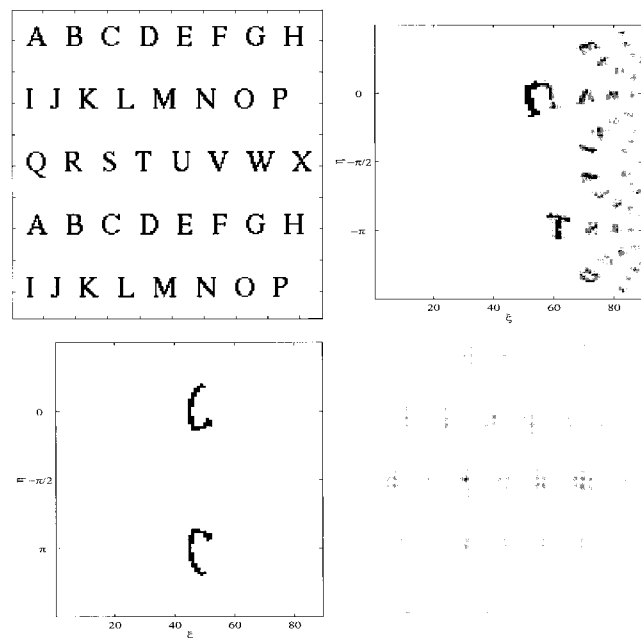 A B C D E F G H
I J K L M N O P
Q R S T U V W X
A B C D E F G H
I J K L M N O P
0
η
−π/2
−π
20 40 60 80
ξ
0
η
−π/2
π
20 40 60 80
ξ